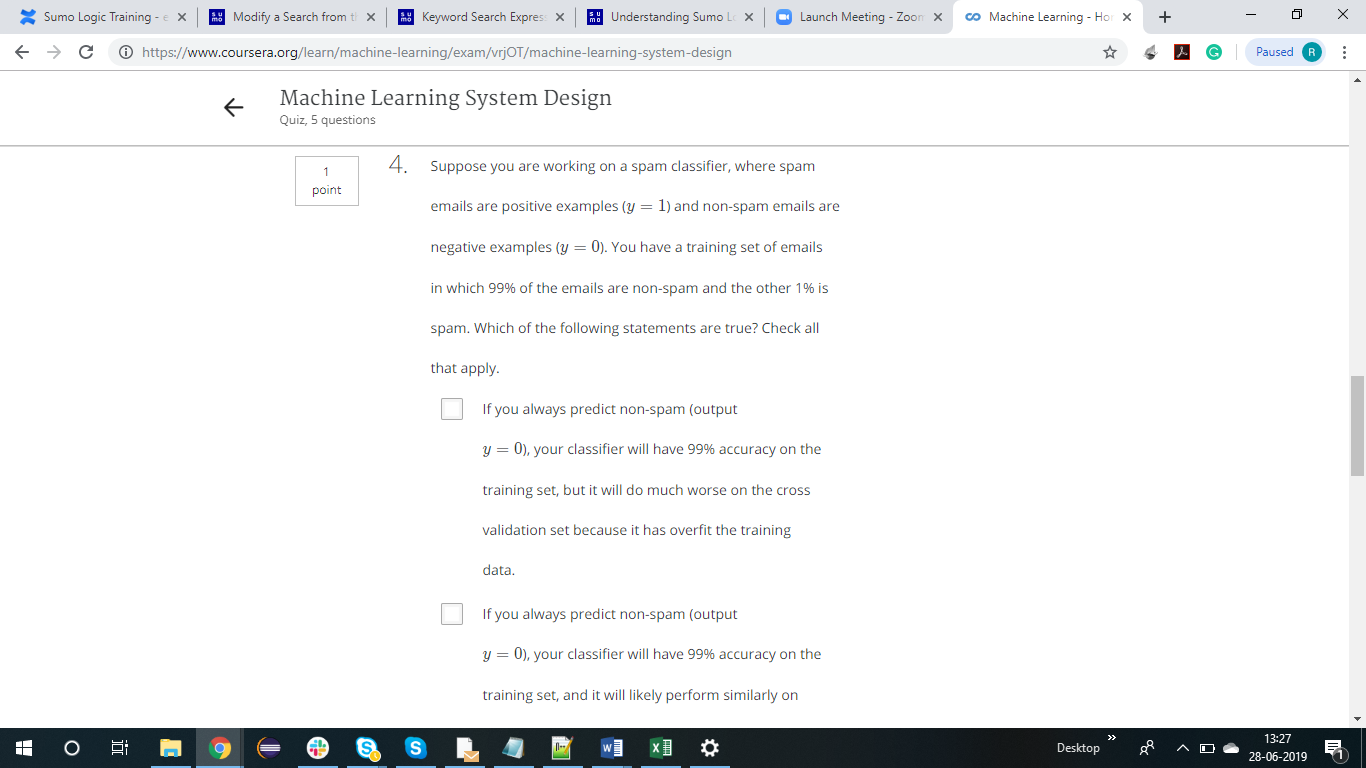 Sumo Logic Training - e
Modify a Search from th
Keyword Search Express
Understanding Sumo Lo
Launch Meeting - Zoom
Machine Learning - Hom
https://www.coursera.org/learn/machine-learning/exam/vrjOT/machine-learning-system-design
Paused R
Machine Learning System Design
Quiz, 5 questions
1
point
4.
Suppose you are working on a spam classifier, where spam
emails are positive examples (y = 1) and non-spam emails are
negative examples (y = 0). You have a training set of emails
in which 99% of the emails are non-spam and the other 1% is
spam. Which of the following statements are true? Check all
that apply.
If you always predict non-spam (output
y = 0), your classifier will have 99% accuracy on the
training set, but it will do much worse on the cross
validation set because it has overfit the training
data.
If you always predict non-spam (output
y = 0), your classifier will have 99% accuracy on the
training set, and it will likely perform similarly on
Desktop
13:27
28-06-2019
1